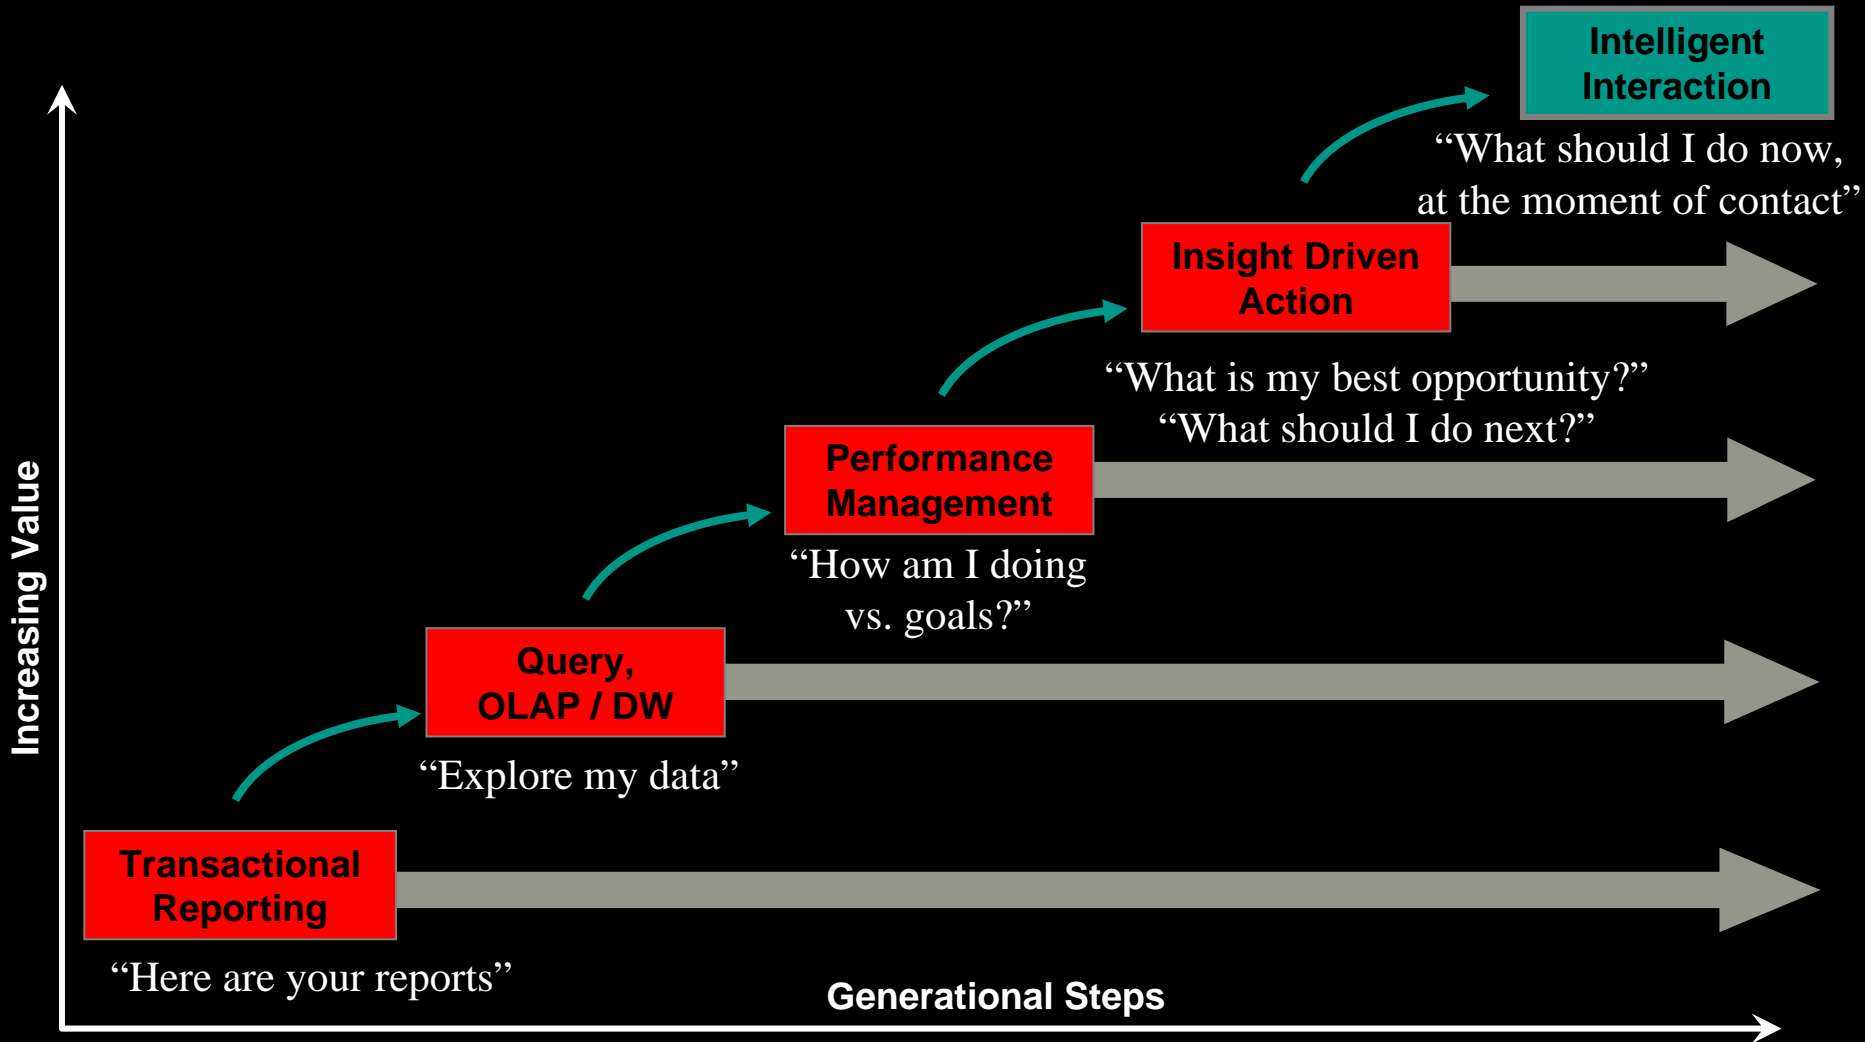 Intelligent
Interaction
“What should I do now,
at the moment of contact”
Insight Driven
Action
“What is my best opportunity?”
“What should I do next?”
Performance
Management
“How am I doing
vs. goals?”
Query,
OLAP / DW
“Explore my data”
Transactional
Reporting
“Here are your reports”
Increasing Value
Generational Steps